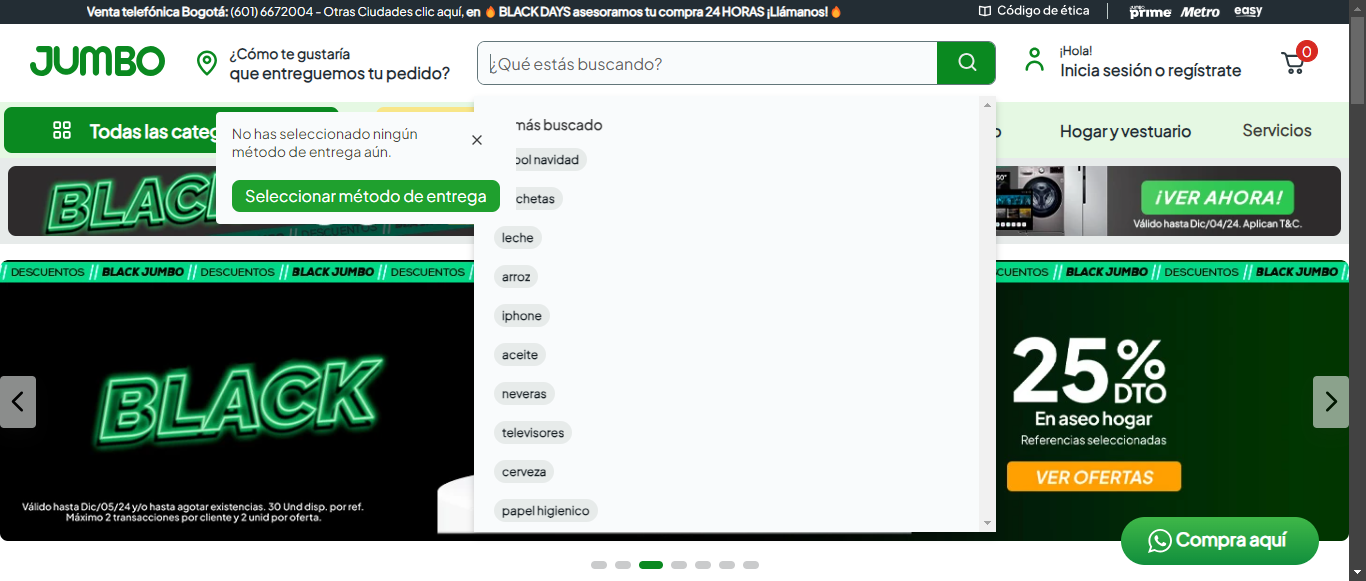 Venta telefónica Bogotá: (601) 6672004 - Otras Ciudades clic aquí, en 🔥 BLACK DAYS asesoramos tu compra 24 HORAS ¡Llámanos! 🔥
Código de ética
JUMBO prime
Metro
easy
JUMBO
¿Cómo te gustaría
que entreguemos tu pedido?
¿Qué estás buscando?
¡Hola!
Inicia sesión o regístrate
0
Todas las categ
Hogar y vestuario
Servicios
No has seleccionado ningún
método de entrega aún.
Seleccionar método de entrega
más buscado
ool navidad
chetas
leche
arroz
iphone
aceite
neveras
televisores
cerveza
papel higienico
BLACK
¡VER AHORA!
Válido hasta Dic/04/24. Aplican T&C.
// DESCUENTOS // BLACK JUMBO // DESCUENTOS // BLACK JUMBO // DESCUENTOS /
CUENTOS // BLACK JUMBO // DESCUENTOS // BLACK JUMBO //
BLACK
Válido hasta Dic/05/24 y/o hasta agotar existencias. 30 Und disp. por ref.
Máximo 2 transacciones por cliente y 2 unid por oferta.
25%
DTO
En aseo hogar
Referencias seleccionadas
VER OFERTAS
Compra aquí